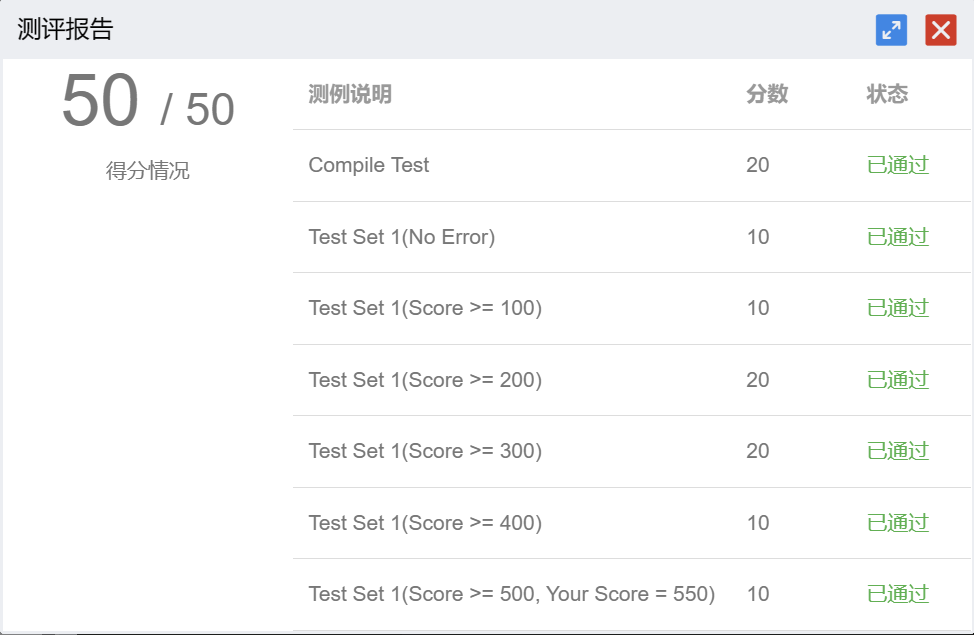 测评报告
50 / 50
得分情况
测例说明 分数 状态
Compile Test 20 已通过
Test Set 1(No Error) 10 已通过
Test Set 1(Score >= 100) 10 已通过
Test Set 1(Score >= 200) 20 已通过
Test Set 1(Score >= 300) 20 已通过
Test Set 1(Score >= 400) 10 已通过
Test Set 1(Score >= 500, Your Score = 550) 10 已通过